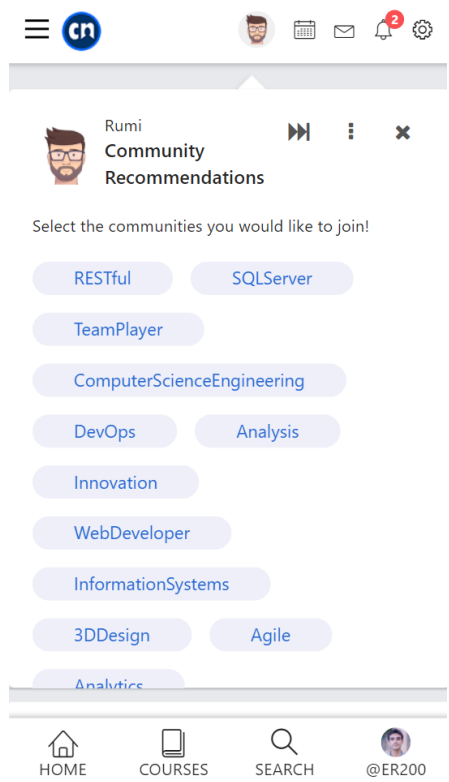 cn
2
Rumi
Community
Recommendations
Select the communities you would like to join!
RESTful SQLServer
TeamPlayer
ComputerScienceEngineering
DevOps Analysis
Innovation
WebDeveloper
InformationSystems
3DDesign Agile
Analytics
HOME COURSES SEARCH @ER200